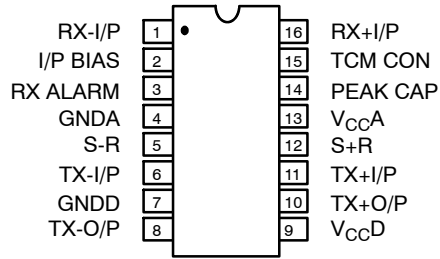 RX-I/P 1 16 RX+I/P
I/P BIAS 2 15 TCM CON
RX ALARM 3 14 PEAK CAP
GNDA 4 13 VCCA
S-R 5 12 S+R
TX-I/P 6 11 TX+I/P
GNDD 7 10 TX+O/P
TX-O/P 8 9 VCCD